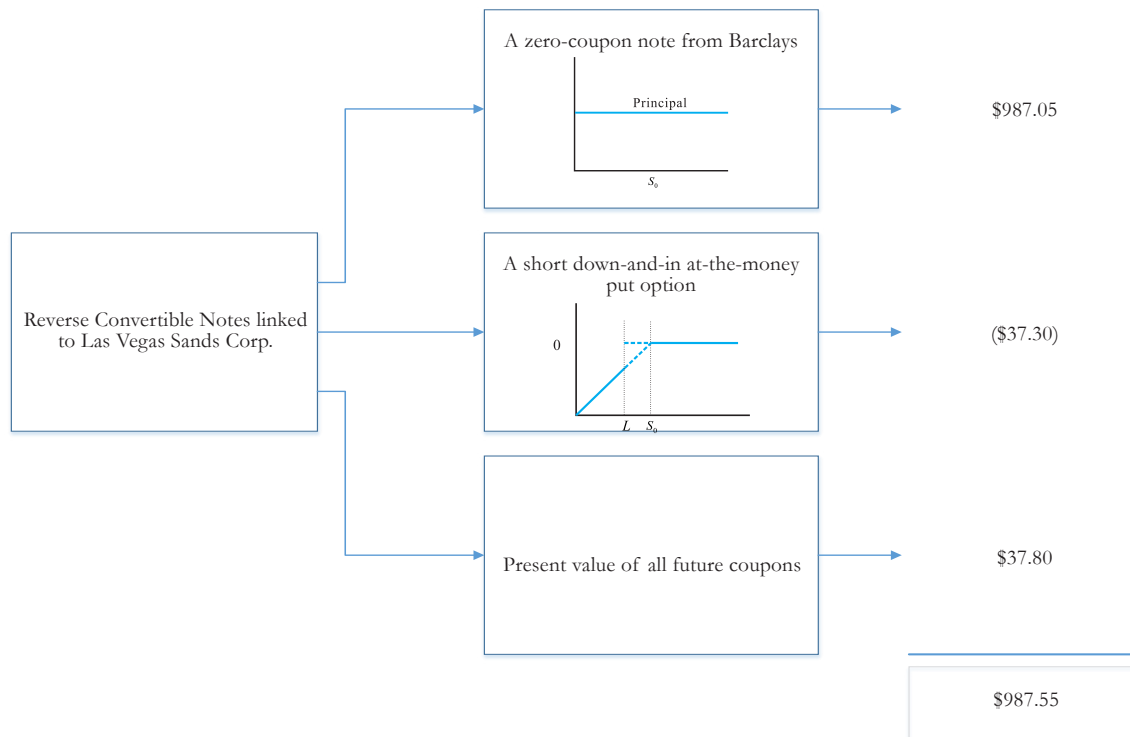 A zero-coupon note from Barclays
Principal
S₀
$987.05
Reverse Convertible Notes linked
to Las Vegas Sands Corp.
A short down-and-in at-the-money
put option
0
L S₀
($37.30)
Present value of all future coupons
$37.80
$987.55